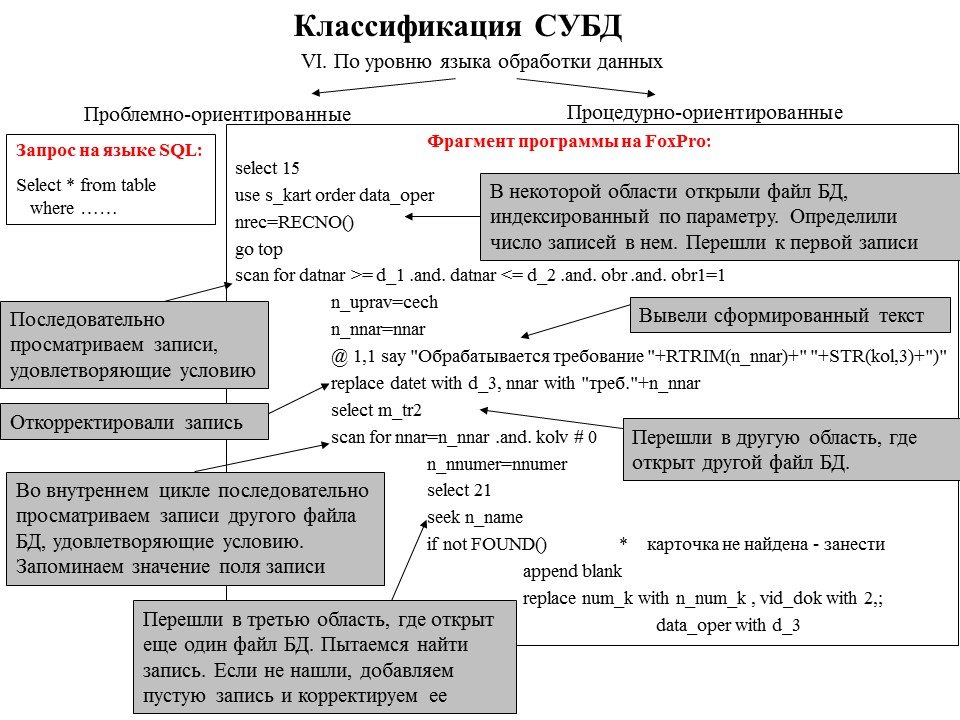 Классификация СУБД
VI. По уровню языка обработки данных
Проблемно-ориентированные
Процедурно-ориентированные
Запрос на языке SQL:
Select * from table
where ……
Фрагмент программы на FoxPro:
select 15
use s_kart order data_oper
nrec=RECNO()
go top
scan for datnar >= d_1 .and. datnar <= d_2 .and. obr .and. obr1=1
n_uprav=cech
n_nnar=nnar
@ 1,1 say "Обрабатывается требование "+RTRIM(n_nnar)+" "+STR(kol,3)+")"
replace datet with d_3, nnar with "треб."+n_nnar
select m_tr2
scan for nnar=n_nnar .and. kolv # 0
n_nnumer=nnumer
select 21
seek n_name
if not FOUND() * карточка не найдена - занести
append blank
replace num_k with n_num_k , vid_dok with 2,;
data_oper with d_3
В некоторой области открыли файл БД,
индексированный по параметру. Определили
число записей в нем. Перешли к первой записи
Последовательно
просматриваем записи,
удовлетворяющие условию
Вывели сформированный текст
Откорректировали запись
Перешли в другую область, где
открыт другой файл БД.
Во внутреннем цикле последовательно
просматриваем записи другого файла
БД, удовлетворяющие условию.
Запоминаем значение поля записи
Перешли в третью область, где открыт
еще один файл БД. Пытаемся найти
запись. Если не нашли, добавляем
пустую запись и корректируем ее